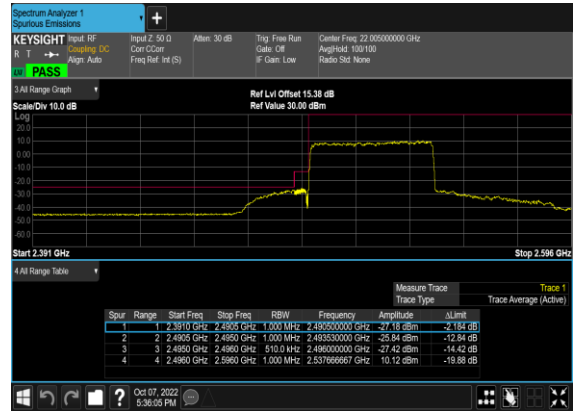 Spectrum Analyzer 1
Spurious Emissions
KEYSIGHT Input: RF Input Z: 50 Ω Atten: 30 dB Trig: Free Run Center Freq: 22.005000000 GHz
R T Coupling: DC Corr CCorr Gate: Off Avg|Hold: 100/100
Align: Auto Freq Ref: Int (S) IF Gain: Low Radio Std: None
PASS
3 All Range Graph Ref Lvl Offset 15.38 dB
Scale/Div 10.0 dB Ref Value 30.00 dBm
Log
20.0
10.0
0.00
-10.0
-20.0
-30.0
-40.0
-50.0
-60.0
Start 2.391 GHz Stop 2.596 GHz
4 All Range Table
Measure Trace Trace 1
Trace Type Trace Average (Active)
Spur Range Start Freq Stop Freq RBW Frequency Amplitude ΔLimit
1 1 2.3910 GHz 2.4905 GHz 1.000 MHz 2.490500000 GHz -27.18 dBm -2.184 dB
2 2 2.4905 GHz 2.4950 GHz 1.000 MHz 2.493530000 GHz -25.84 dBm -12.84 dB
3 3 2.4950 GHz 2.4960 GHz 510.0 kHz 2.496000000 GHz -27.42 dBm -14.42 dB
4 4 2.4960 GHz 2.5960 GHz 1.000 MHz 2.537666667 GHz 10.12 dBm -19.88 dB
? Oct 07, 2022
5:36:05 PM